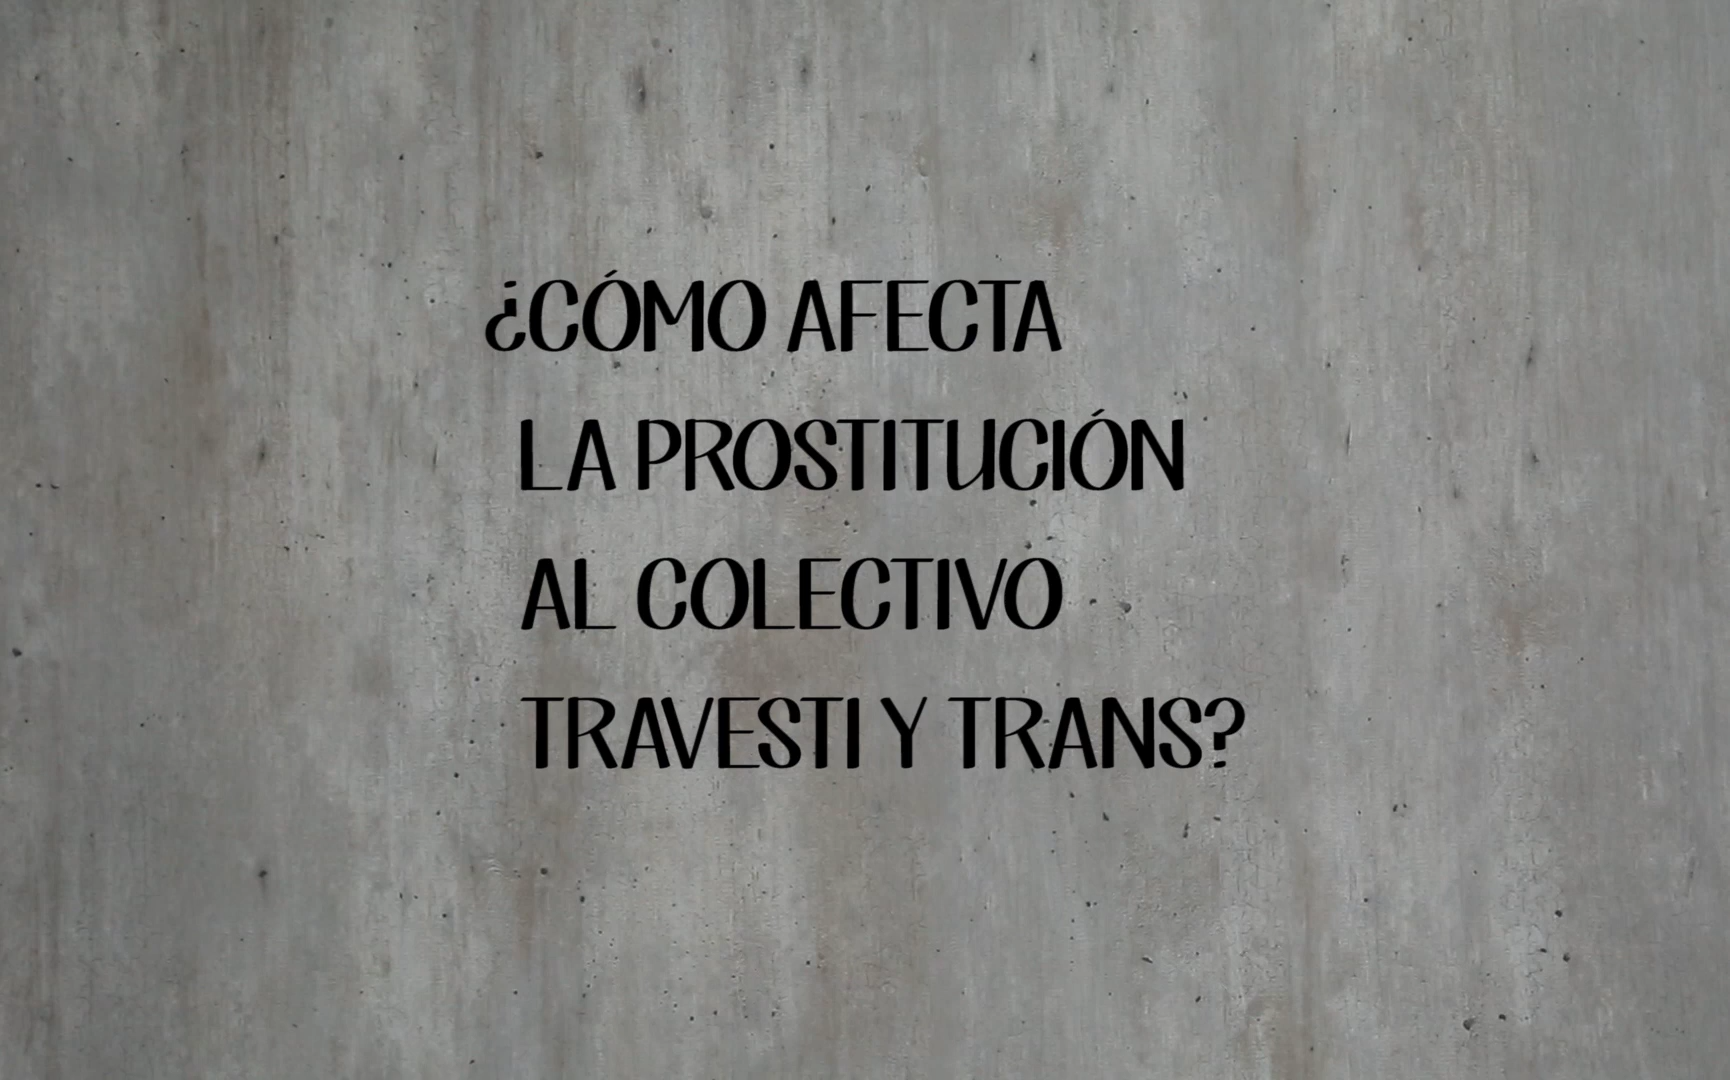 ¿CÓMO AFECTA
LA PROSTITUCIÓN
AL COLECTIVO
TRAVESTI Y TRANS?